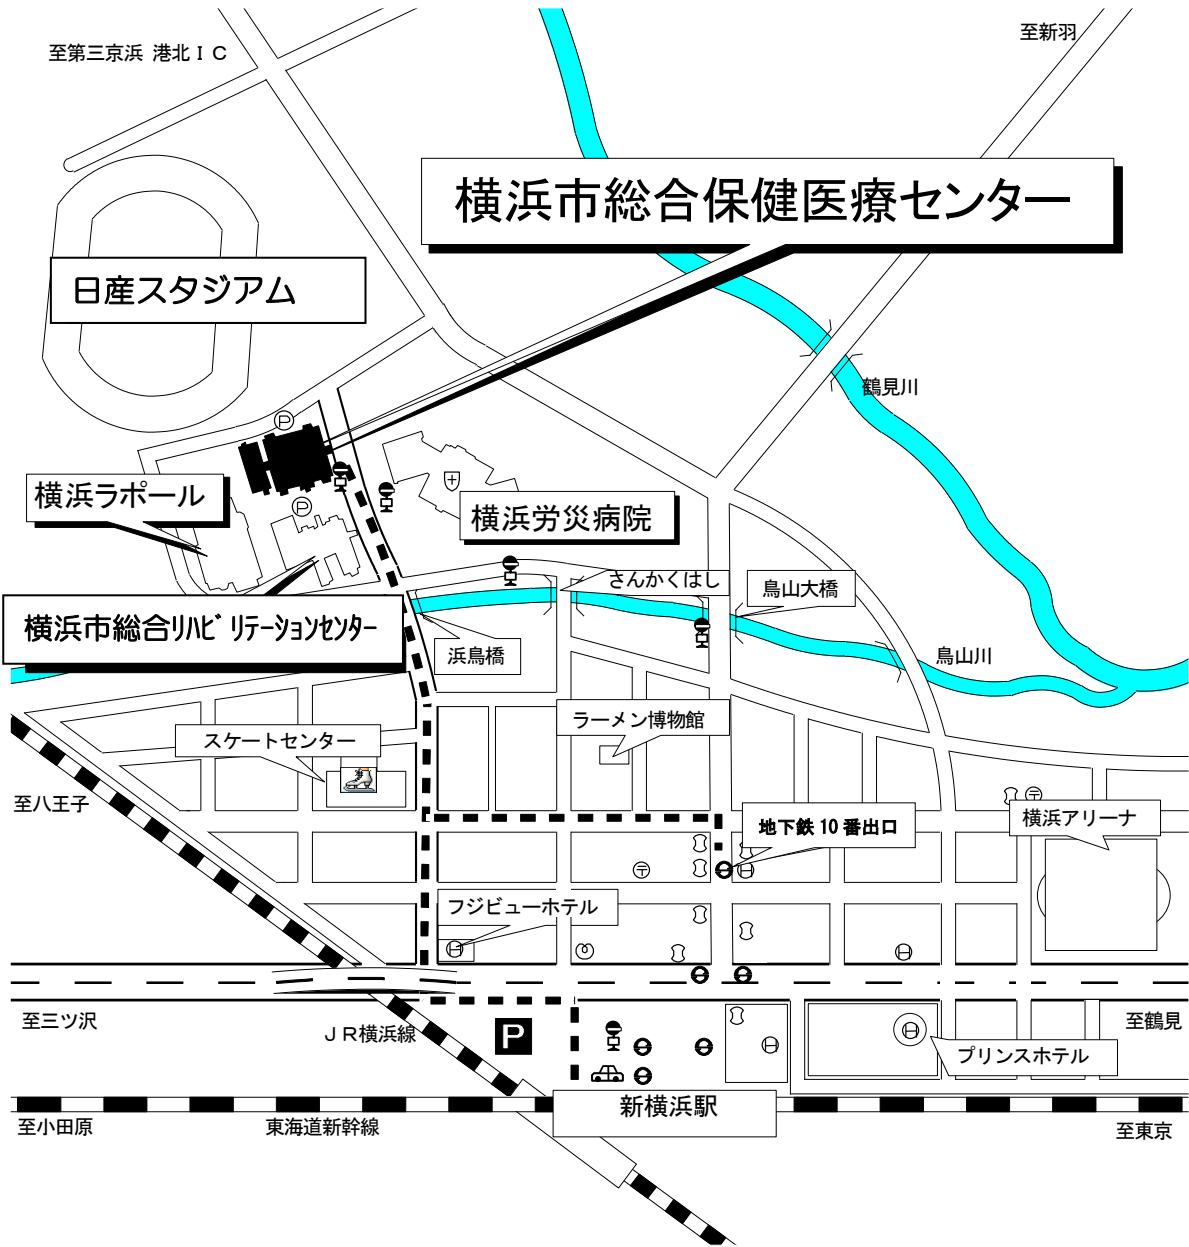 至新羽
至第三京浜 港北ＩＣ
横浜市総合保健医療センター
日産スタジアム
鶴見川
横浜ラポール
横浜労災病院
さんかくはし
鳥山大橋
横浜市総合ﾘﾊﾋﾞﾘﾃｰｼｮﾝｾﾝﾀｰ
浜鳥橋
鳥山川
ラーメン博物館
スケートセンター
至八王子
地下鉄 10 番出口
横浜アリーナ
フジビューホテル
至三ツ沢
ＪＲ横浜線
P
至鶴見
プリンスホテル
新横浜駅
至小田原
東海道新幹線
至東京